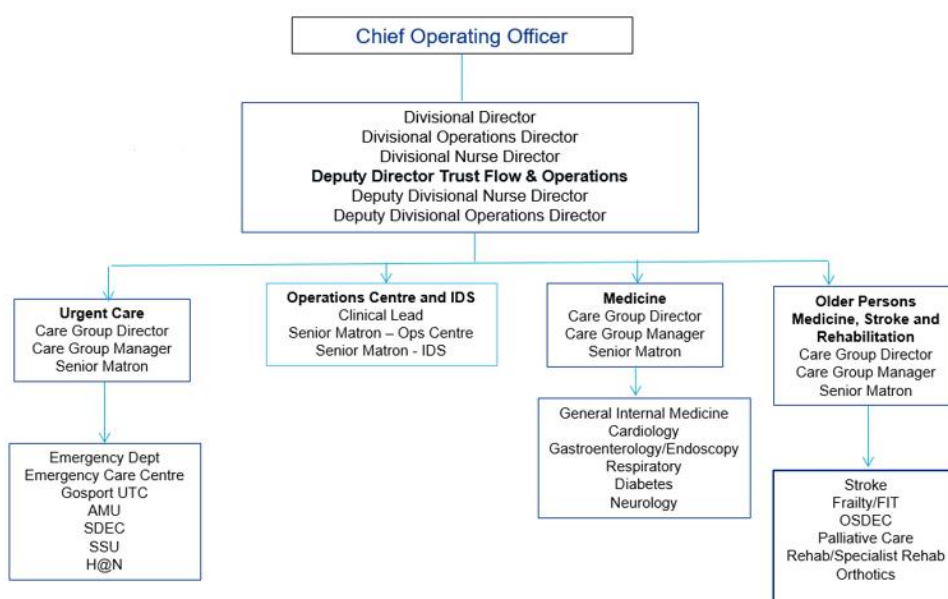 Chief Operating Officer
Divisional Director
Divisional Operations Director
Divisional Nurse Director
Deputy Director Trust Flow & Operations
Deputy Divisional Nurse Director
Deputy Divisional Operations Director
Urgent Care
Care Group Director
Care Group Manager
Senior Matron
Operations Centre and IDS
Clinical Lead
Senior Matron – Ops Centre
Senior Matron - IDS
Medicine
Care Group Director
Care Group Manager
Senior Matron
Older Persons
Medicine, Stroke and
Rehabilitation
Care Group Director
Care Group Manager
Senior Matron
Emergency Dept
Emergency Care Centre
Gosport UTC
AMU
SDEC
SSU
H@N
General Internal Medicine
Cardiology
Gastroenterology/Endoscopy
Respiratory
Diabetes
Neurology
Stroke
Frailty/FIT
OSDEC
Palliative Care
Rehab/Specialist Rehab
Orthotics